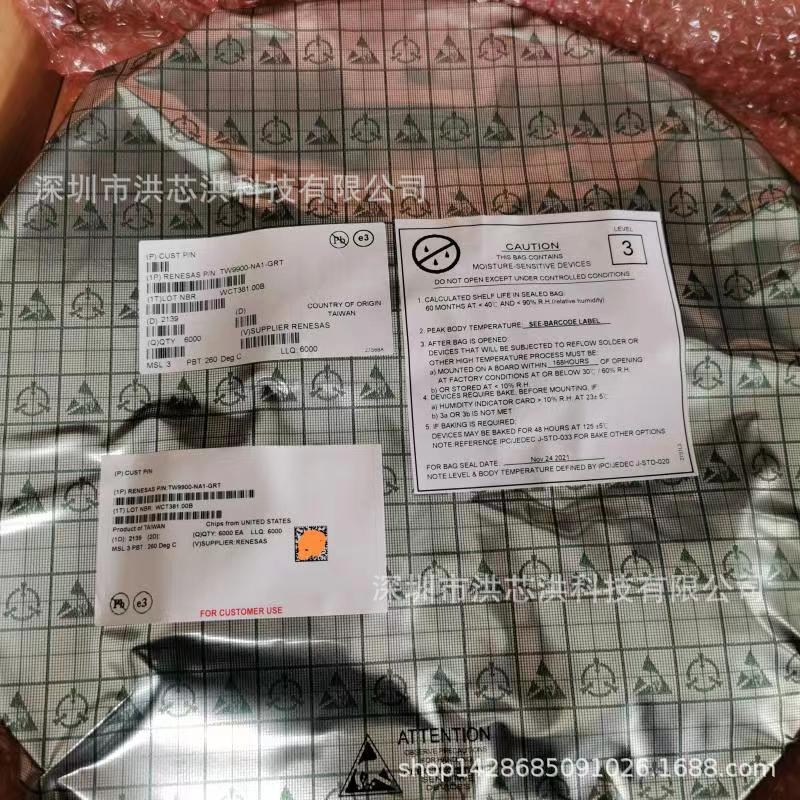 深圳市洪芯洪科技有限公司
(P) CUST P/N
Pb e3
(1P) RENESAS P/N: TW9900-NA1-GRT
(1T)LOT NBR: WCT381.00B
(D) 2139 (D)
COUNTRY OF ORIGIN
TAIWAN
(Q)QTY 6000
(V)SUPPLIER RENESAS
MSL 3 PBT: 260 Deg C LLQ: 6000
CAUTION
THIS BAG CONTAINS
MOISTURE-SENSITIVE DEVICES
LEVEL
3
DO NOT OPEN EXCEPT UNDER CONTROLLED CONDITIONS
1. CALCULATED SHELF LIFE IN SEALED BAG:
60 MONTHS AT < 40℃ AND < 90% R.H.(relative humidity)
2. PEAK BODY TEMPERATURE: SEE-BARCODE LABEL
3. AFTER BAG IS OPENED:
DEVICES THAT WILL BE SUBJECTED TO REFLOW SOLDER OR
OTHER HIGH TEMPERATURE PROCESS MUST BE:
a) MOUNTED ON A BOARD WITHIN 168HOURS OF OPENING
AT FACTORY CONDITIONS AT OR BELOW 30℃ / 60% R.H.
b) OR STORED AT < 10% R.H.
4. DEVICES REQUIRE BAKE, BEFORE MOUNTING, IF:
a) HUMIDITY INDICATOR CARD > 10% R.H. AT 23± 5℃
b) 3a OR 3b IS NOT MET
5. IF BAKING IS REQUIRED:
DEVICES MAY BE BAKED FOR 48 HOURS AT 125 ±5℃
NOTE:REFERENCE IPC/JEDEC J-STD-033 FOR BAKE OTHER OPTIONS
FOR BAG SEAL DATE: Nov 24 2021
NOTE LEVEL & BODY TEMPERATURE DEFINED BY IPC/JEDEC J-STD-020
(P) CUST P/N
(1P) RENESAS P/N:TW9900-NA1-GRT
(1T) LOT NBR: WCT381.00B
Product of TAIWAN Chips from UNITED STATES
(1D): 2139 (2D): (Q)QTY: 6000 EA LLQ: 6000
MSL 3 PBT: 260 Deg C (V)SUPPLIER:RENESAS
Pb e3
FOR CUSTOMER USE
深圳市洪芯洪科技有限公司
ATTENTION
OBSERVE PRECAUTIONS
shop1428685091026.1688.com